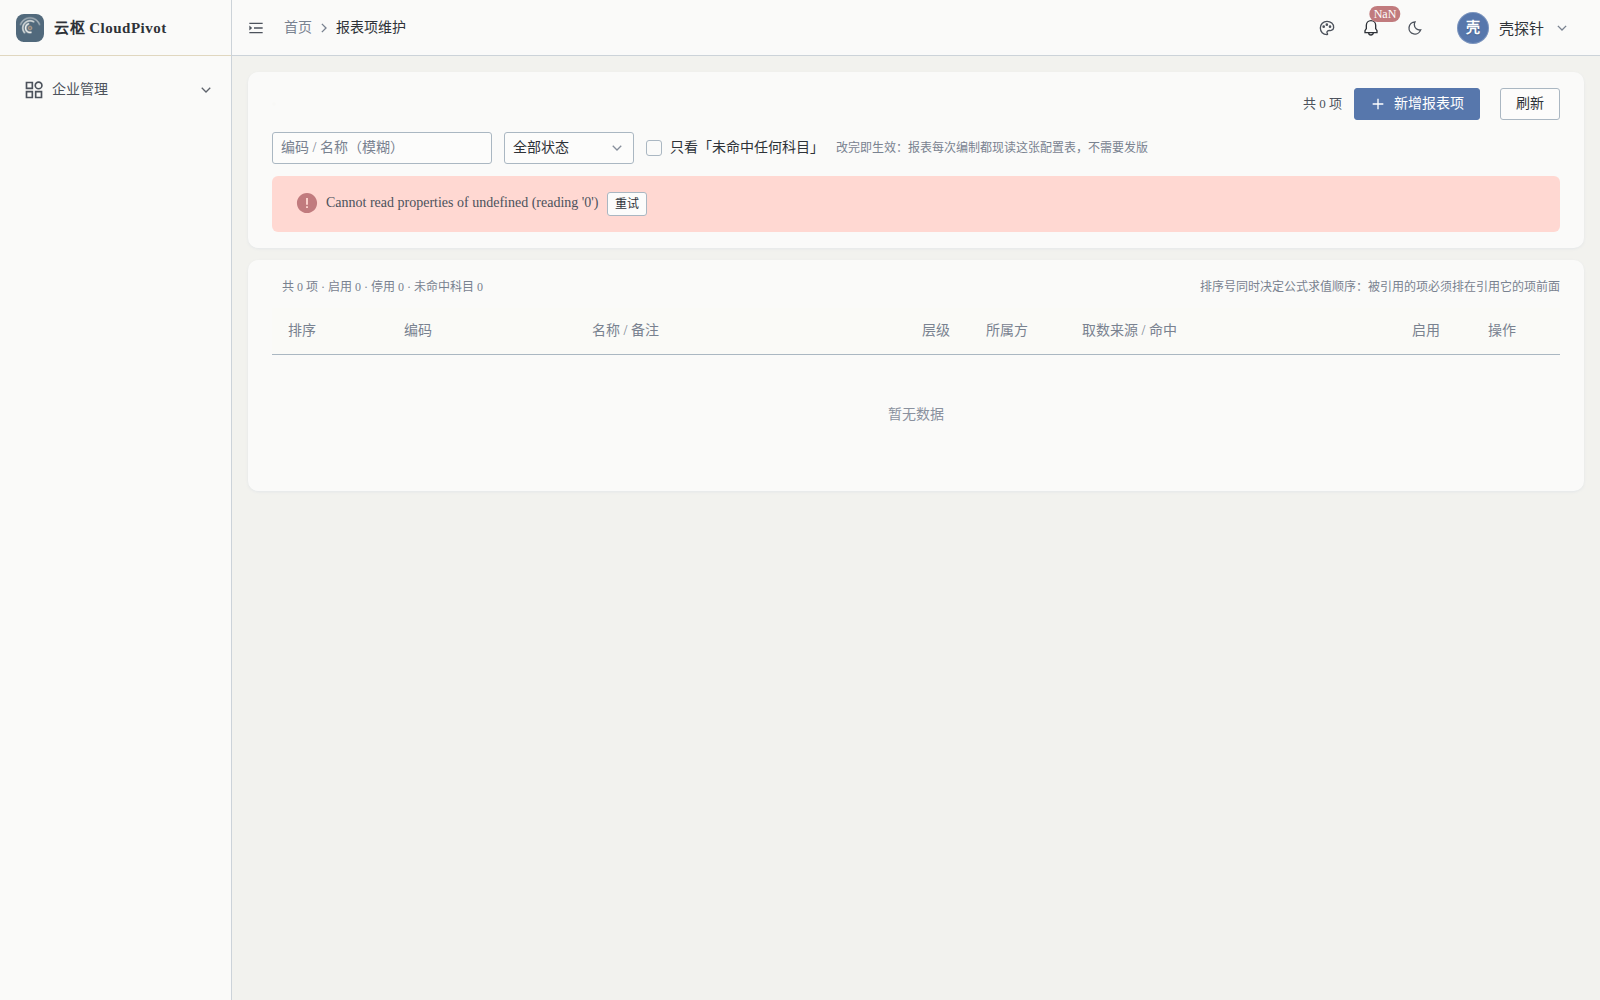 云枢 CloudPivot
首页 > 报表项维护
NaN
壳 壳探针
企业管理
共 0 项
+ 新增报表项
刷新
编码 / 名称（模糊）
全部状态
只看「未命中任何科目」
改完即生效：报表每次编制都现读这张配置表，不需要发版
! Cannot read properties of undefined (reading '0') 重试
共 0 项 · 启用 0 · 停用 0 · 未命中科目 0
排序号同时决定公式求值顺序：被引用的项必须排在引用它的项前面
排序 编码 名称 / 备注 层级 所属方 取数来源 / 命中 启用 操作
暂无数据